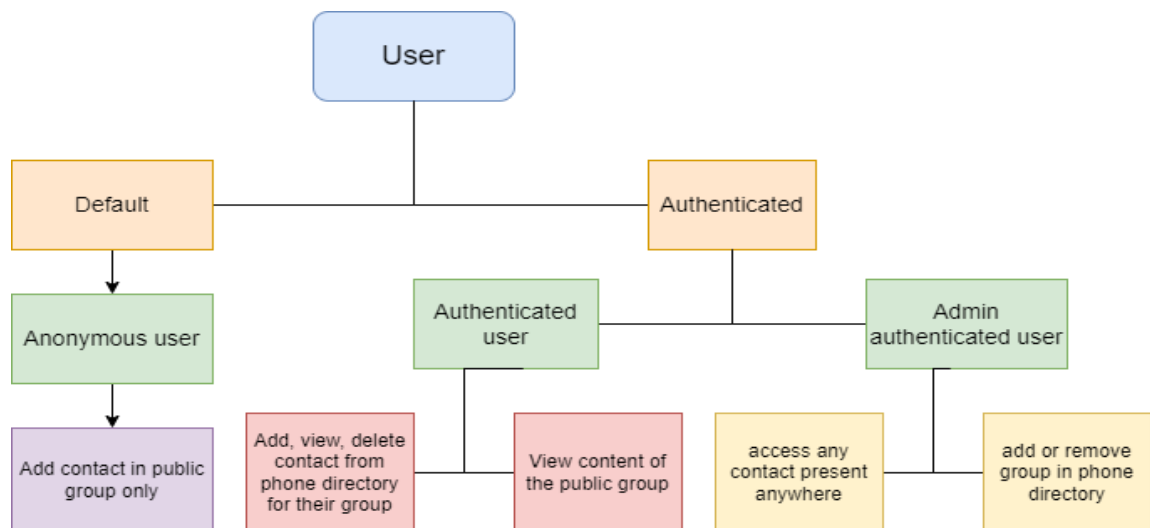 User
Default
Authenticated
Authenticated
user
Admin
authenticated user
Anonymous user
Add contact in public
group only
Add, view, delete
contact from
phone directory
for their group
View content of
the public group
access any
contact present
anywhere
add or remove
group in phone
directory